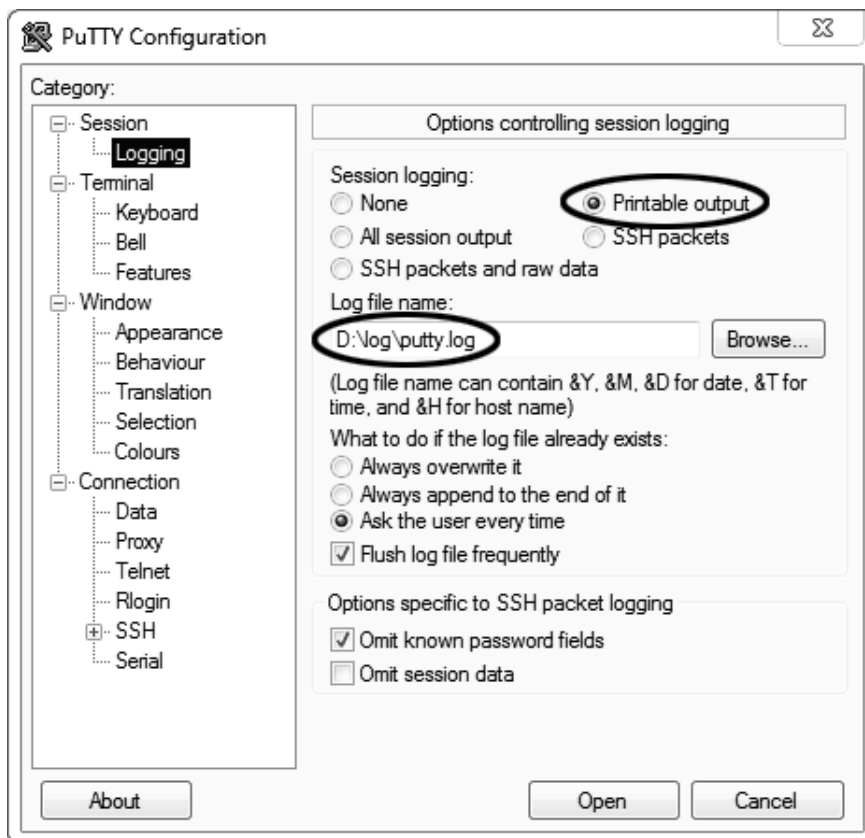 PuTTY Configuration
Category:
Session
Logging
Terminal
Keyboard
Bell
Features
Window
Appearance
Behaviour
Translation
Selection
Colours
Connection
Data
Proxy
Telnet
Rlogin
SSH
Serial
Options controlling session logging
Session logging:
None
Printable output
All session output
SSH packets
SSH packets and raw data
Log file name:
D:\log\putty.log
Browse...
(Log file name can contain &Y, &M, &D for date, &T for
time, and &H for host name)
What to do if the log file already exists:
Always overwrite it
Always append to the end of it
Ask the user every time
Flush log file frequently
Options specific to SSH packet logging
Omit known password fields
Omit session data
About
Open
Cancel